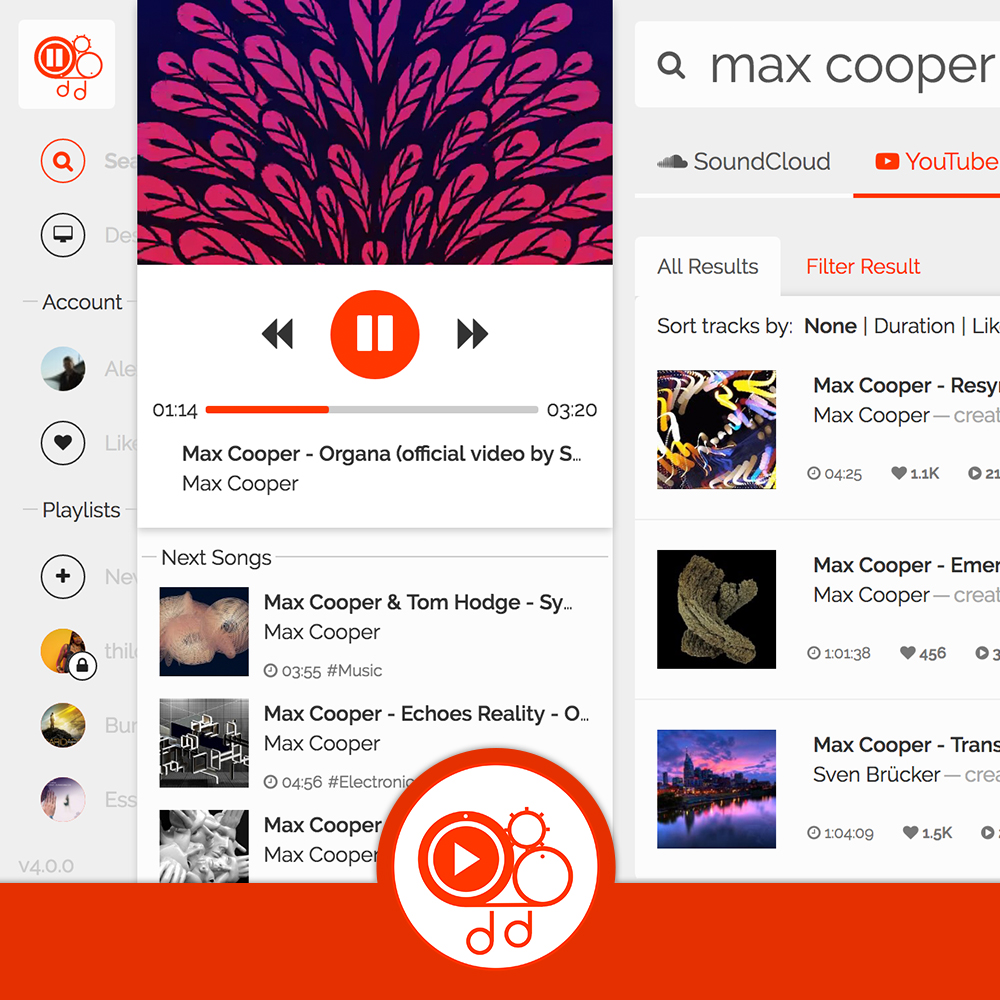 Sea
Des
Account
Ale
Like
Playlists
New
thilo
Bur
Ess
v4.0.0
01:14
03:20
Max Cooper - Organa (official video by S...
Max Cooper
Next Songs
Max Cooper & Tom Hodge - Sy...
Max Cooper
03:55 #Music
Max Cooper - Echoes Reality - O...
Max Cooper
04:56 #Electronic
Max Cooper
Max Cooper
max cooper
SoundCloud
YouTube
All Results
Filter Result
Sort tracks by: None | Duration | Lik
Max Cooper - Resyn
Max Cooper — creat
04:25 1.1K 21
Max Cooper - Emer
Max Cooper — creat
1:01:38 456 3
Max Cooper - Trans
Sven Brücker — crea
1:04:09 1.5K 2